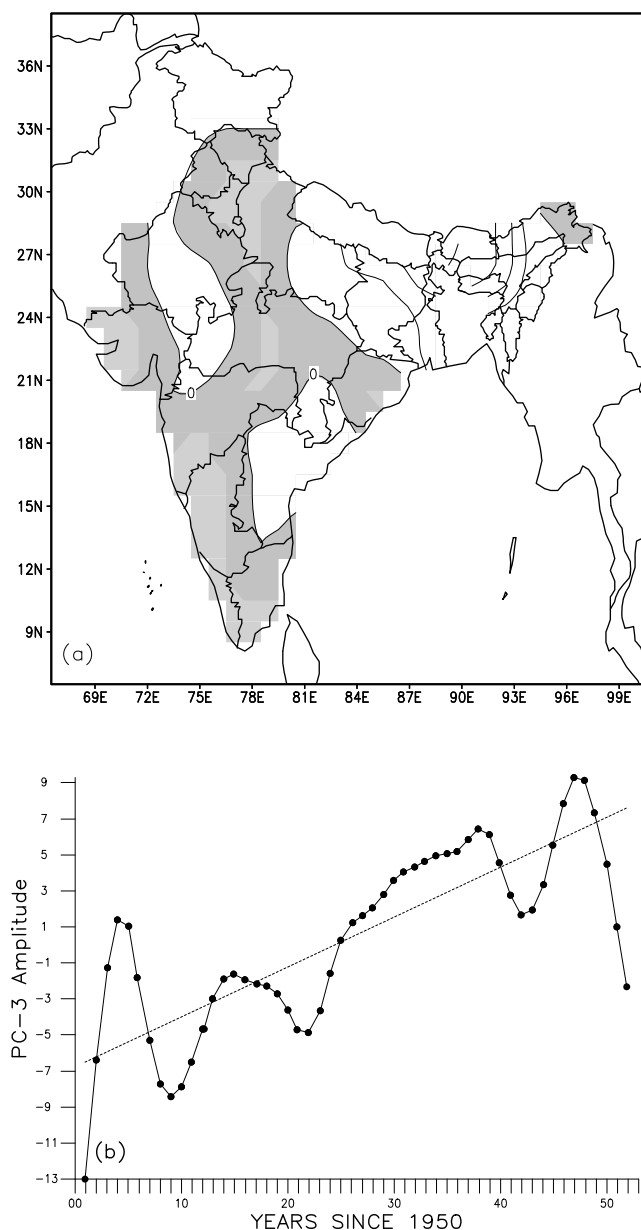 36N
33N
30N
27N
24N
21N
18N
15N
12N
9N
0
0
(a)
69E 72E 75E 78E 81E 84E 87E 90E 93E 96E 99E
PC-3 Amplitude
9
7
5
3
1
-1
-3
-5
-7
-9
-11
-13
(b)
00 10 20 30 40 50
YEARS SINCE 1950